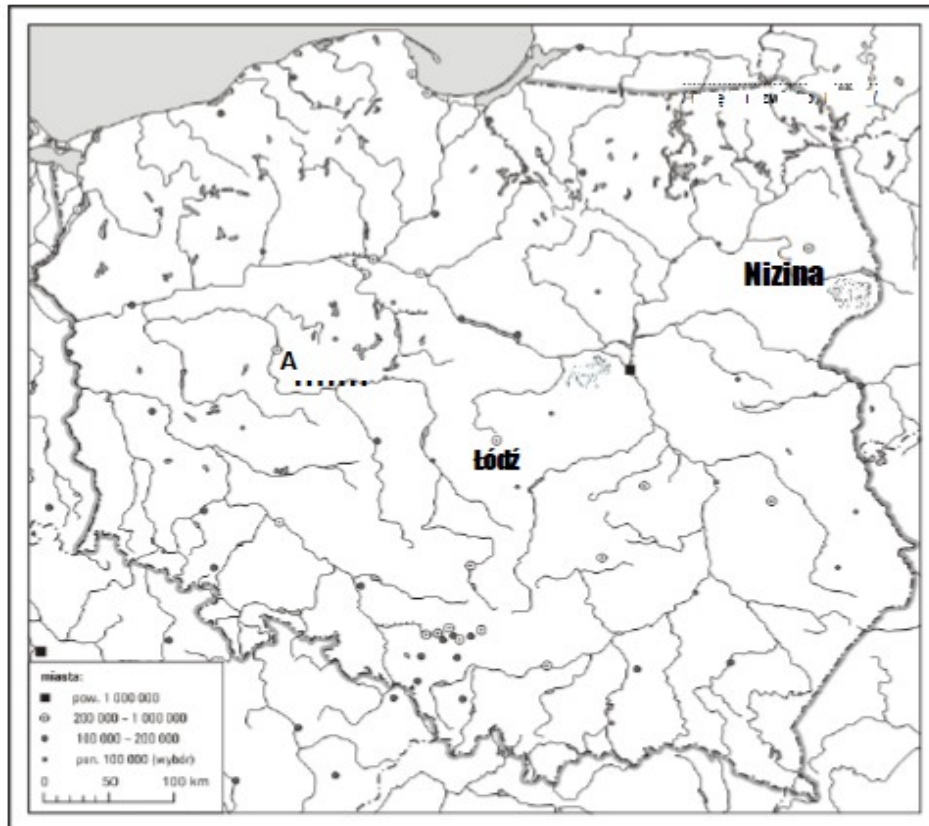 Nizina
A
.......
Łódź
miasta:
pow. 1 000 000
200 000 – 1 000 000
100 000 – 200 000
pon. 100 000 (wybór)
0 50 100 km